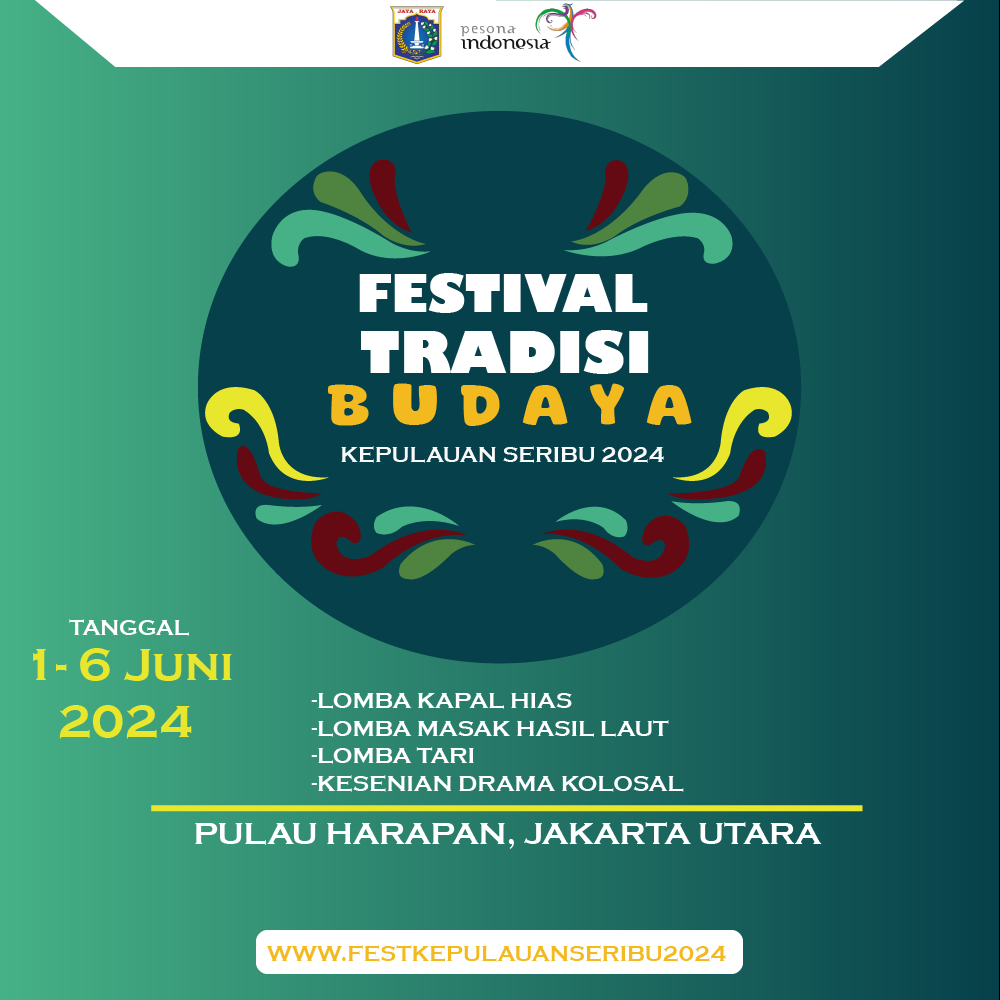 JAYA RAYA
pesona
indonesia
FESTIVAL
TRADISI
BUDAYA
KEPULAUAN SERIBU 2024
TANGGAL
1- 6 JUNI
2024
-LOMBA KAPAL HIAS
-LOMBA MASAK HASIL LAUT
-LOMBA TARI
-KESENIAN DRAMA KOLOSAL
PULAU HARAPAN, JAKARTA UTARA
WWW.FESTKEPULAUANSERIBU2024